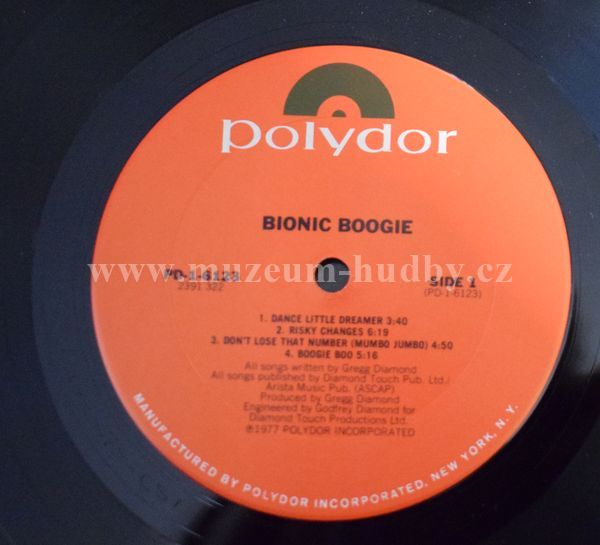 polydor
BIONIC BOOGIE
www.muzeum-hudby.cz
PD-1-6123
2391 322
SIDE 1
(PD-1-6123)
1. DANCE LITTLE DREAMER 3:40
2. RISKY CHANGES 6:19
3. DON'T LOSE THAT NUMBER (MUMBO JUMBO) 4:50
4. BOOGIE BOO 5:16
All songs written by Gregg Diamond
All songs published by Diamond Touch Pub. Ltd./
Arista Music Pub. (ASCAP)
Produced by Gregg Diamond
Engineered by Godfrey Diamond for
Diamond Touch Productions Ltd.
℗1977 POLYDOR INCORPORATED
MANUFACTURED BY POLYDOR INCORPORATED, NEW YORK, N.Y.